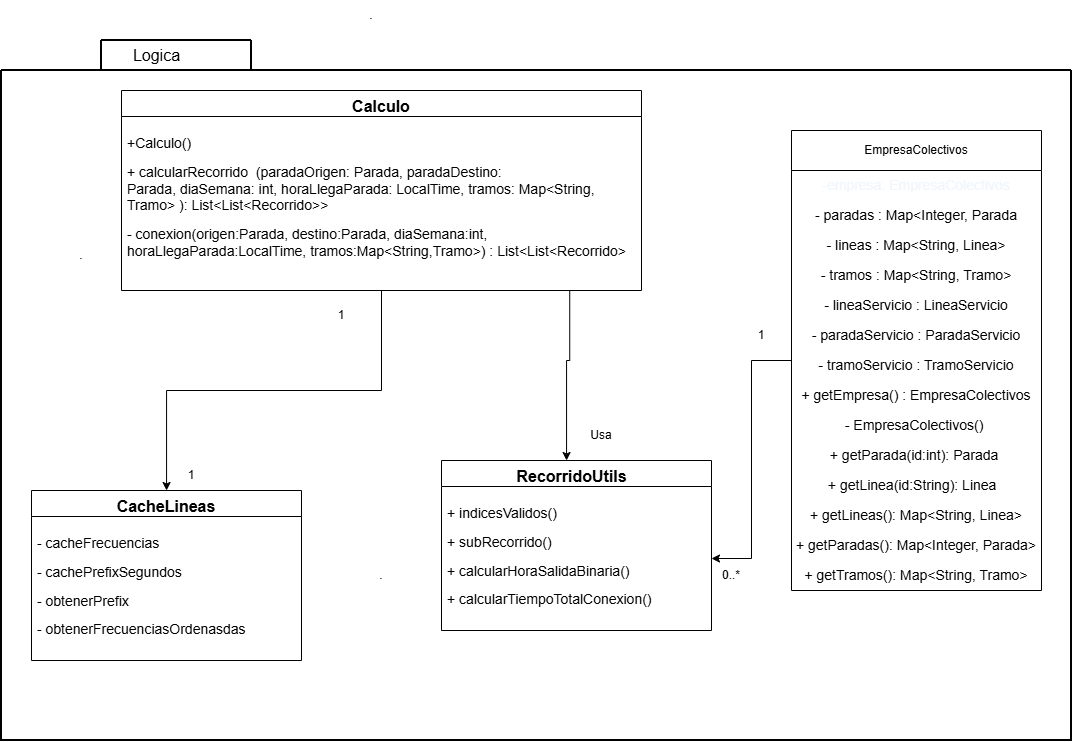 Logica
Calculo
+Calculo()
+ calcularRecorrido (paradaOrigen: Parada, paradaDestino:
Parada, diaSemana: int, horaLlegaParada: LocalTime, tramos: Map<String,
Tramo> ): List<List<Recorrido>>
- conexion(origen:Parada, destino:Parada, diaSemana:int,
horaLlegaParada:LocalTime, tramos:Map<String,Tramo>) : List<List<Recorrido>
EmpresaColectivos
-empresa: EmpresaColectivos
- paradas : Map<Integer, Parada
- lineas : Map<String, Linea>
- tramos : Map<String, Tramo>
- lineaServicio : LineaServicio
- paradaServicio : ParadaServicio
- tramoServicio : TramoServicio
+ getEmpresa() : EmpresaColectivos
- EmpresaColectivos()
+ getParada(id:int): Parada
+ getLinea(id:String): Linea
+ getLineas(): Map<String, Linea>
+ getParadas(): Map<Integer, Parada>
+ getTramos(): Map<String, Tramo>
1
1
Usa
1
0..*
CacheLineas
- cacheFrecuencias
- cachePrefixSegundos
- obtenerPrefix
- obtenerFrecuenciasOrdenasdas
RecorridoUtils
+ indicesValidos()
+ subRecorrido()
+ calcularHoraSalidaBinaria()
+ calcularTiempoTotalConexion()